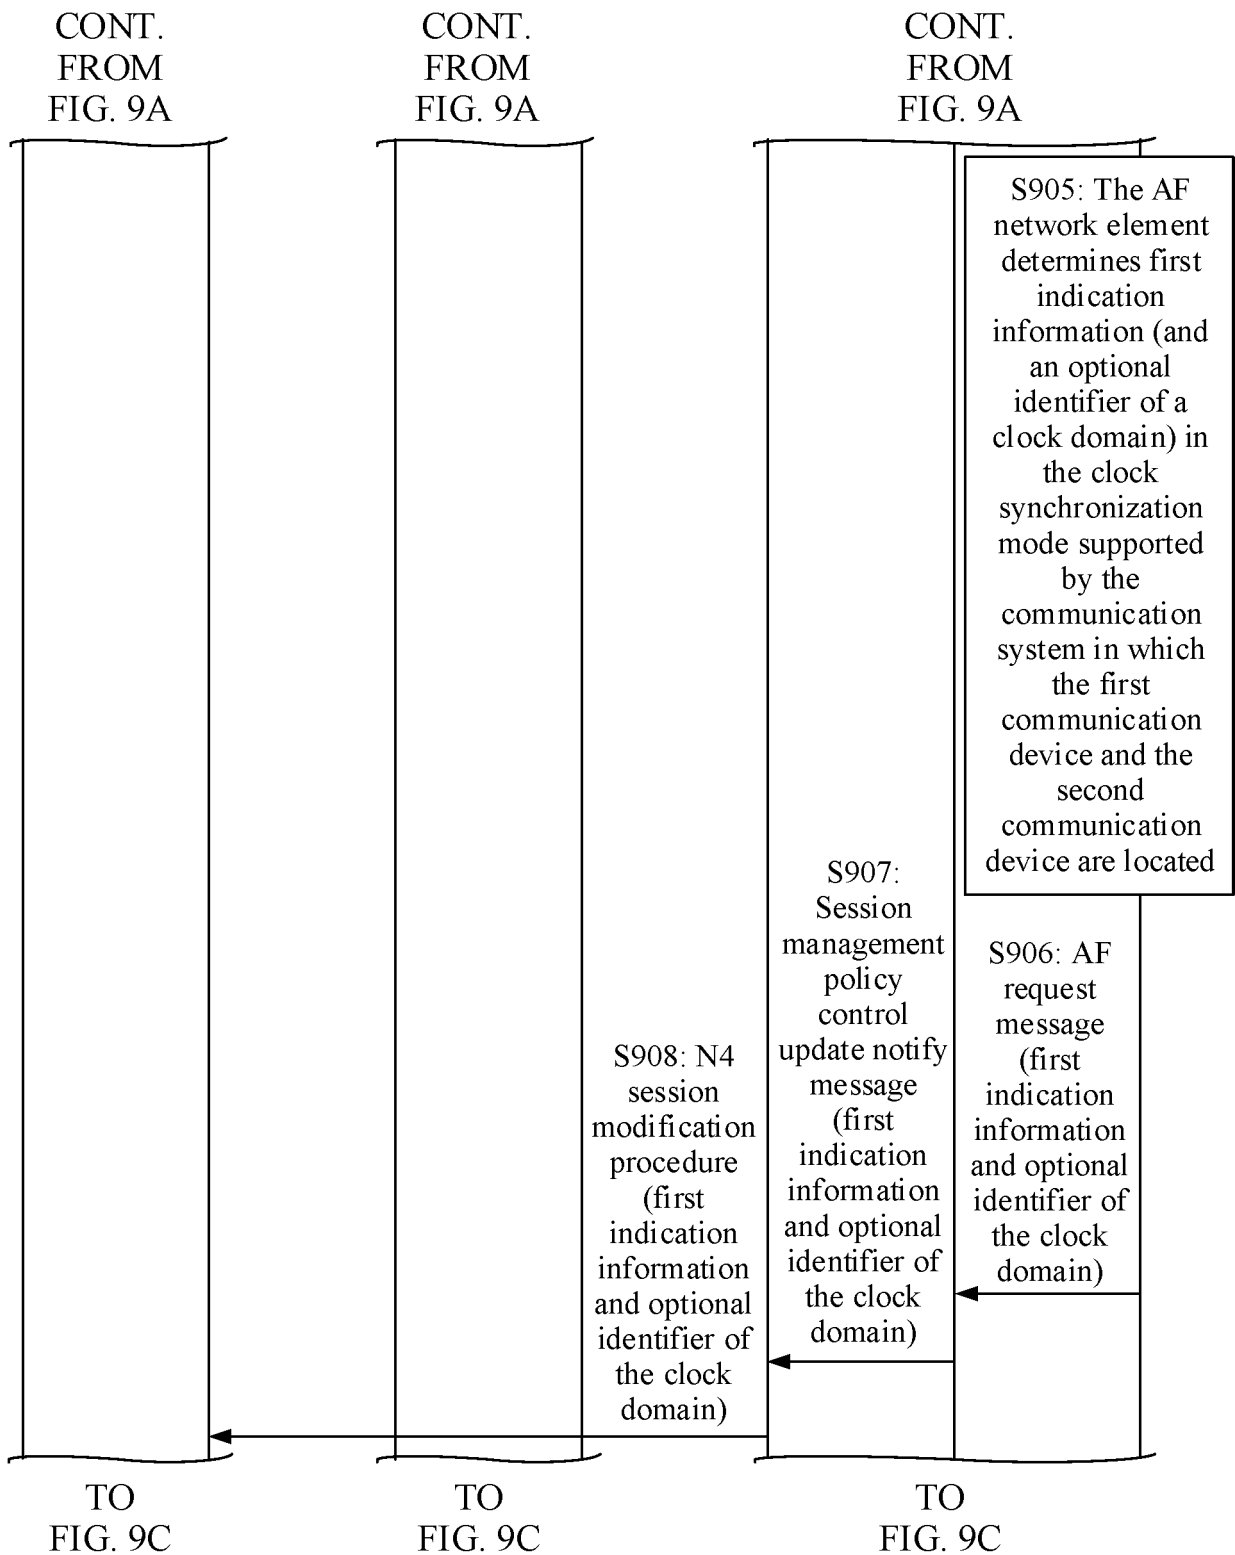 CONT.
FROM
FIG. 9A
CONT.
FROM
FIG. 9A
CONT.
FROM
FIG. 9A
S905: The AF
network element
determines first
indication
information (and
an optional
identifier of a
clock domain) in
the clock
synchronization
mode supported
by the
communication
system in which
the first
communication
device and the
second
communication
device are located
S906: AF
request
message
(first
indication
information
and optional
identifier of
the clock
domain)
S907:
Session
management
policy
control
update notify
message
(first
indication
information
and optional
identifier of
the clock
domain)
S908: N4
session
modification
procedure
(first
indication
information
and optional
identifier of
the clock
domain)
TO
FIG. 9C
TO
FIG. 9C
TO
FIG. 9C